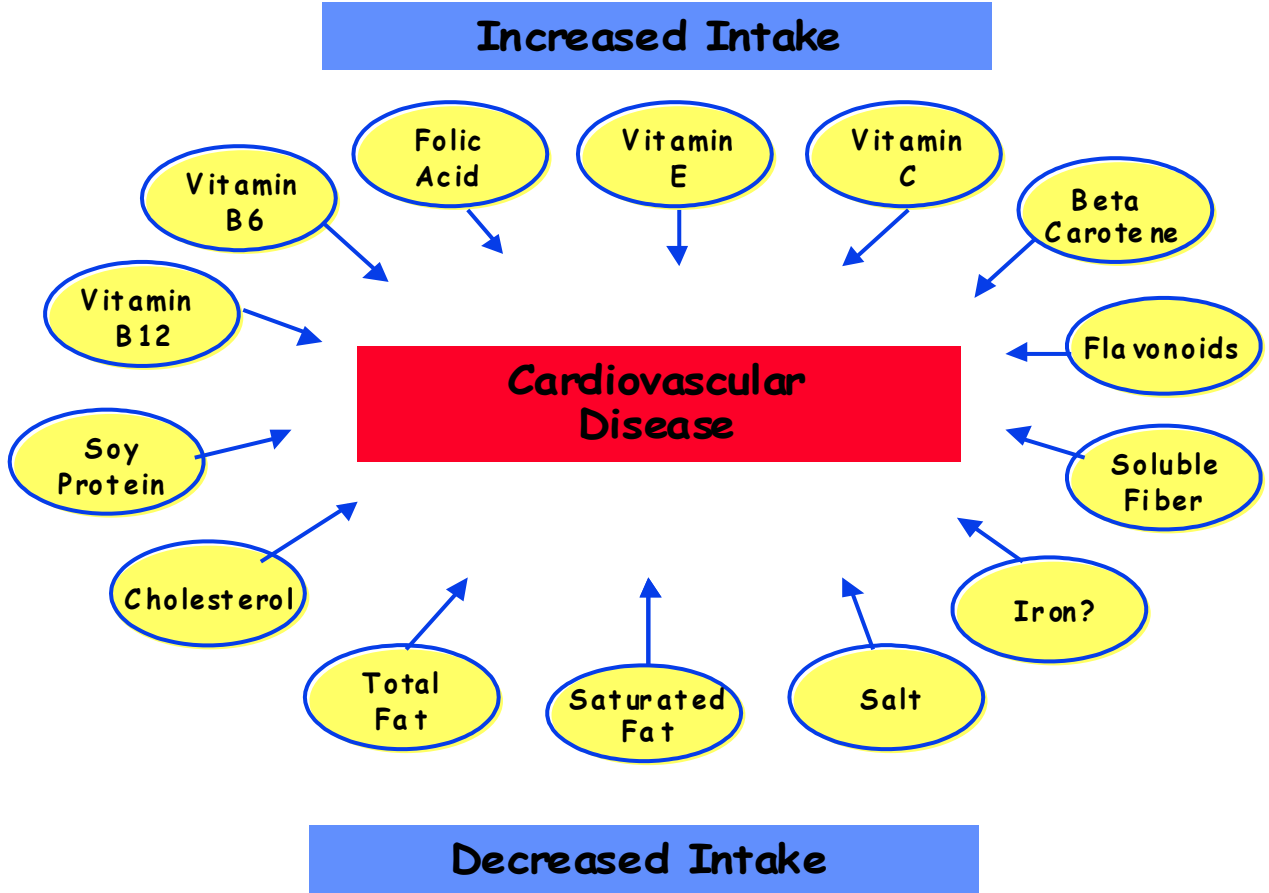 Increased Intake
Folic
Acid
Vitamin
E
Vitamin
C
Vitamin
B6
Beta
Carotene
Vitamin
B12
Flavonoids
Cardiovascular
Disease
Soy
Protein
Soluble
Fiber
Cholesterol
Iron?
Total
Fat
Saturated
Fat
Salt
Decreased Intake